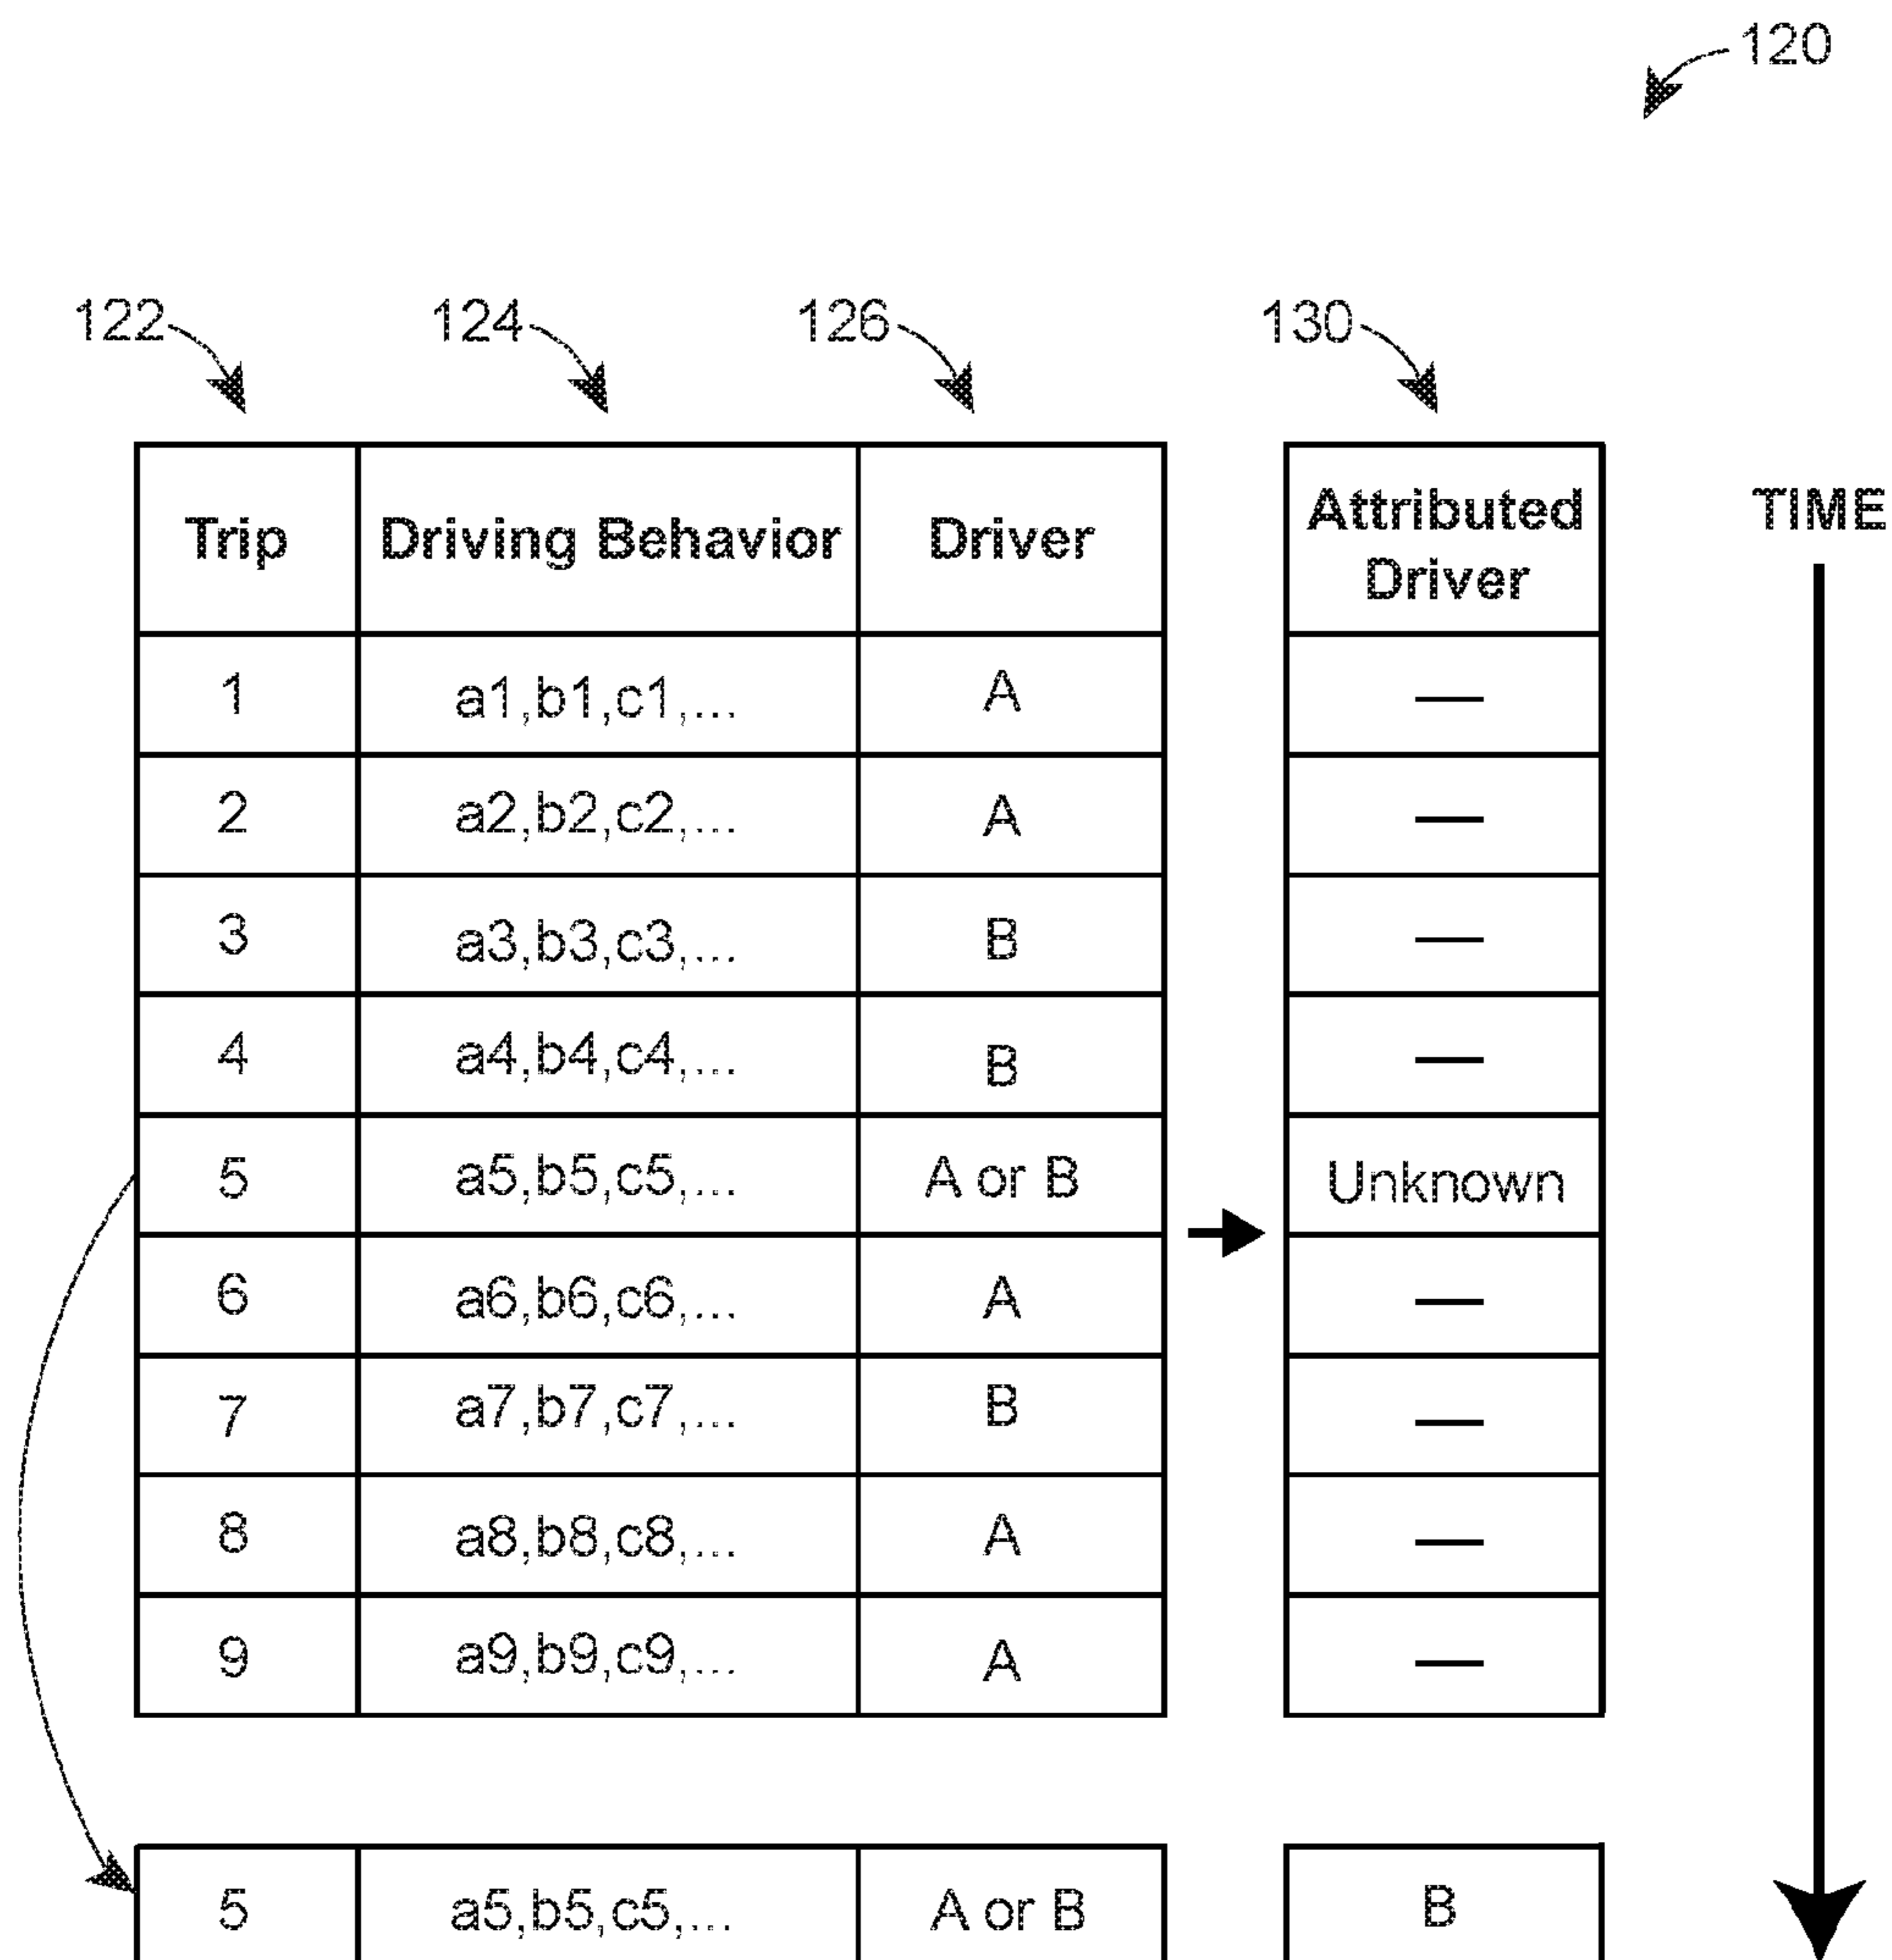 120
122 124 126 130
Trip Driving Behavior Driver Attributed Driver TIME
1 a1,b1,c1,... A —
2 a2,b2,c2,... A —
3 a3,b3,c3,... B —
4 a4,b4,c4,... B —
5 a5,b5,c5,... A or B Unknown
6 a6,b6,c6,... A —
7 a7,b7,c7,... B —
8 a8,b8,c8,... A —
9 a9,b9,c9,... A —
5 a5,b5,c5,... A or B B